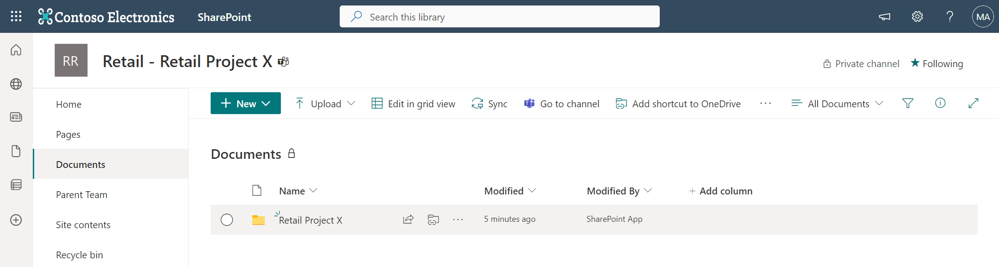 Contoso Electronics SharePoint Search this library MA
RR Retail - Retail Project X Private channel Following
Home
Pages
Documents
Parent Team
Site contents
Recycle bin
New Upload Edit in grid view Sync Go to channel Add shortcut to OneDrive ... All Documents
Documents
Name Modified Modified By + Add column
Retail Project X ... 5 minutes ago SharePoint App